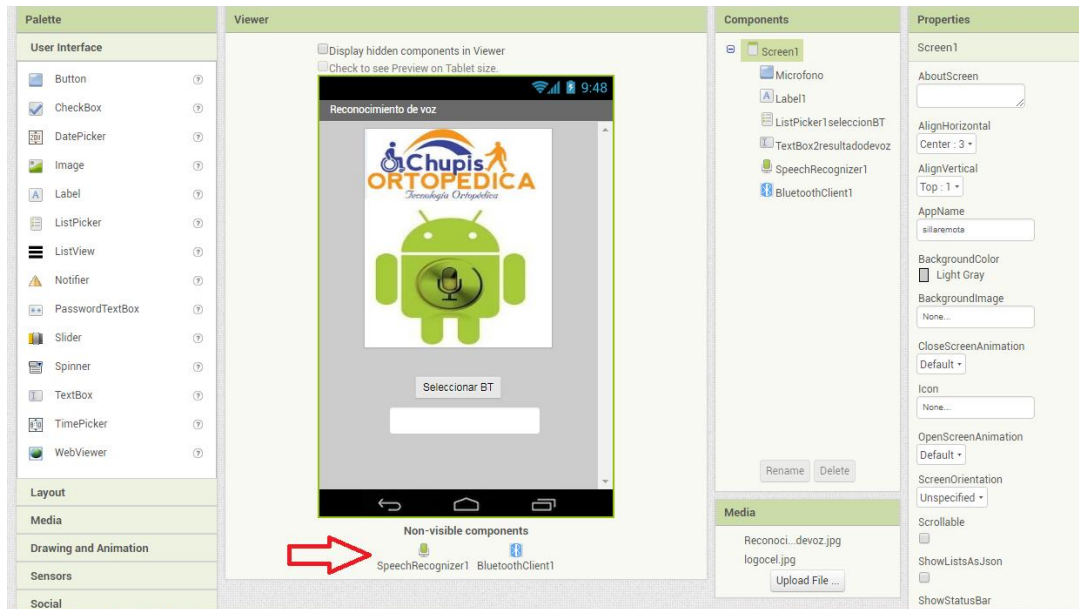 Palette
User Interface
Button
CheckBox
DatePicker
Image
Label
ListPicker
ListView
Notifier
PasswordTextBox
Slider
Spinner
TextBox
TimePicker
WebViewer
Layout
Media
Drawing and Animation
Sensors
Social
Viewer
Display hidden components in Viewer
Check to see Preview on Tablet size.
9:48
Reconocimiento de voz
Chupis
ORTOPEDICA
Tecnología Ortopédica
Seleccionar BT
Non-visible components
SpeechRecognizer1 BluetoothClient1
Components
Screen1
Microfono
Label1
ListPicker1seleccionBT
TextBox2resultadodevoz
SpeechRecognizer1
BluetoothClient1
Rename Delete
Media
Reconoci...devoz.jpg
logocel.jpg
Upload File ...
Properties
Screen1
AboutScreen
AlignHorizontal
Center : 3
AlignVertical
Top : 1
AppName
sillaremota
BackgroundColor
Light Gray
BackgroundImage
None...
CloseScreenAnimation
Default
Icon
None...
OpenScreenAnimation
Default
ScreenOrientation
Unspecified
Scrollable
ShowListsAsJson
ShowStatusBar